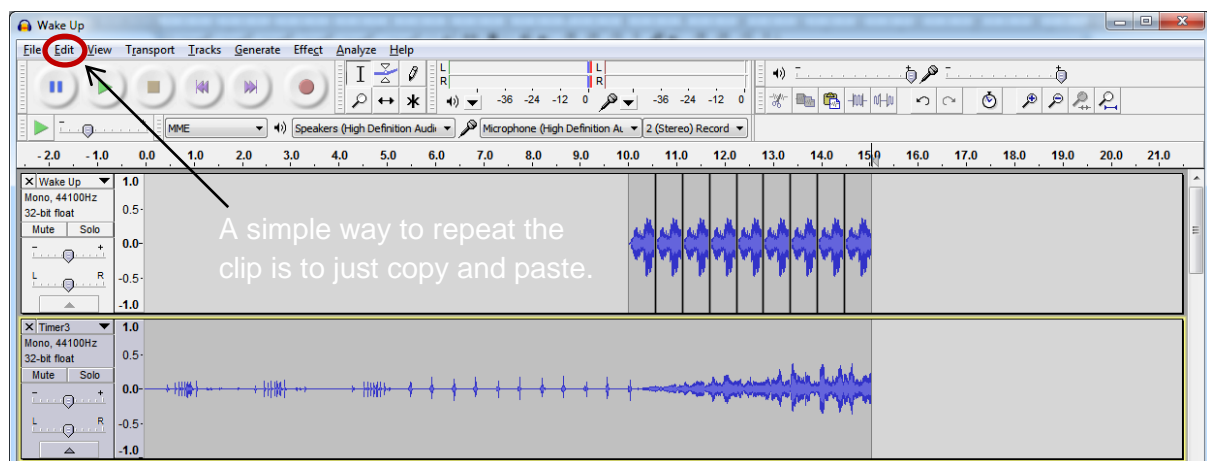 Wake Up
File Edit View Transport Tracks Generate Effect Analyze Help
L
R
-36 -24 -12 0
L
R
-36 -24 -12 0
MME Speakers (High Definition Audi Microphone (High Definition Au 2 (Stereo) Record
- 2.0 - 1.0 0.0 1.0 2.0 3.0 4.0 5.0 6.0 7.0 8.0 9.0 10.0 11.0 12.0 13.0 14.0 15.0 16.0 17.0 18.0 19.0 20.0 21.0
X Wake Up
Mono, 44100Hz
32-bit float
Mute Solo
- +
L R
1.0
0.5-
0.0-
-0.5-
-1.0
A simple way to repeat the
clip is to just copy and paste.
X Timer3
Mono, 44100Hz
32-bit float
Mute Solo
- +
L R
1.0
0.5-
0.0-
-0.5-
-1.0